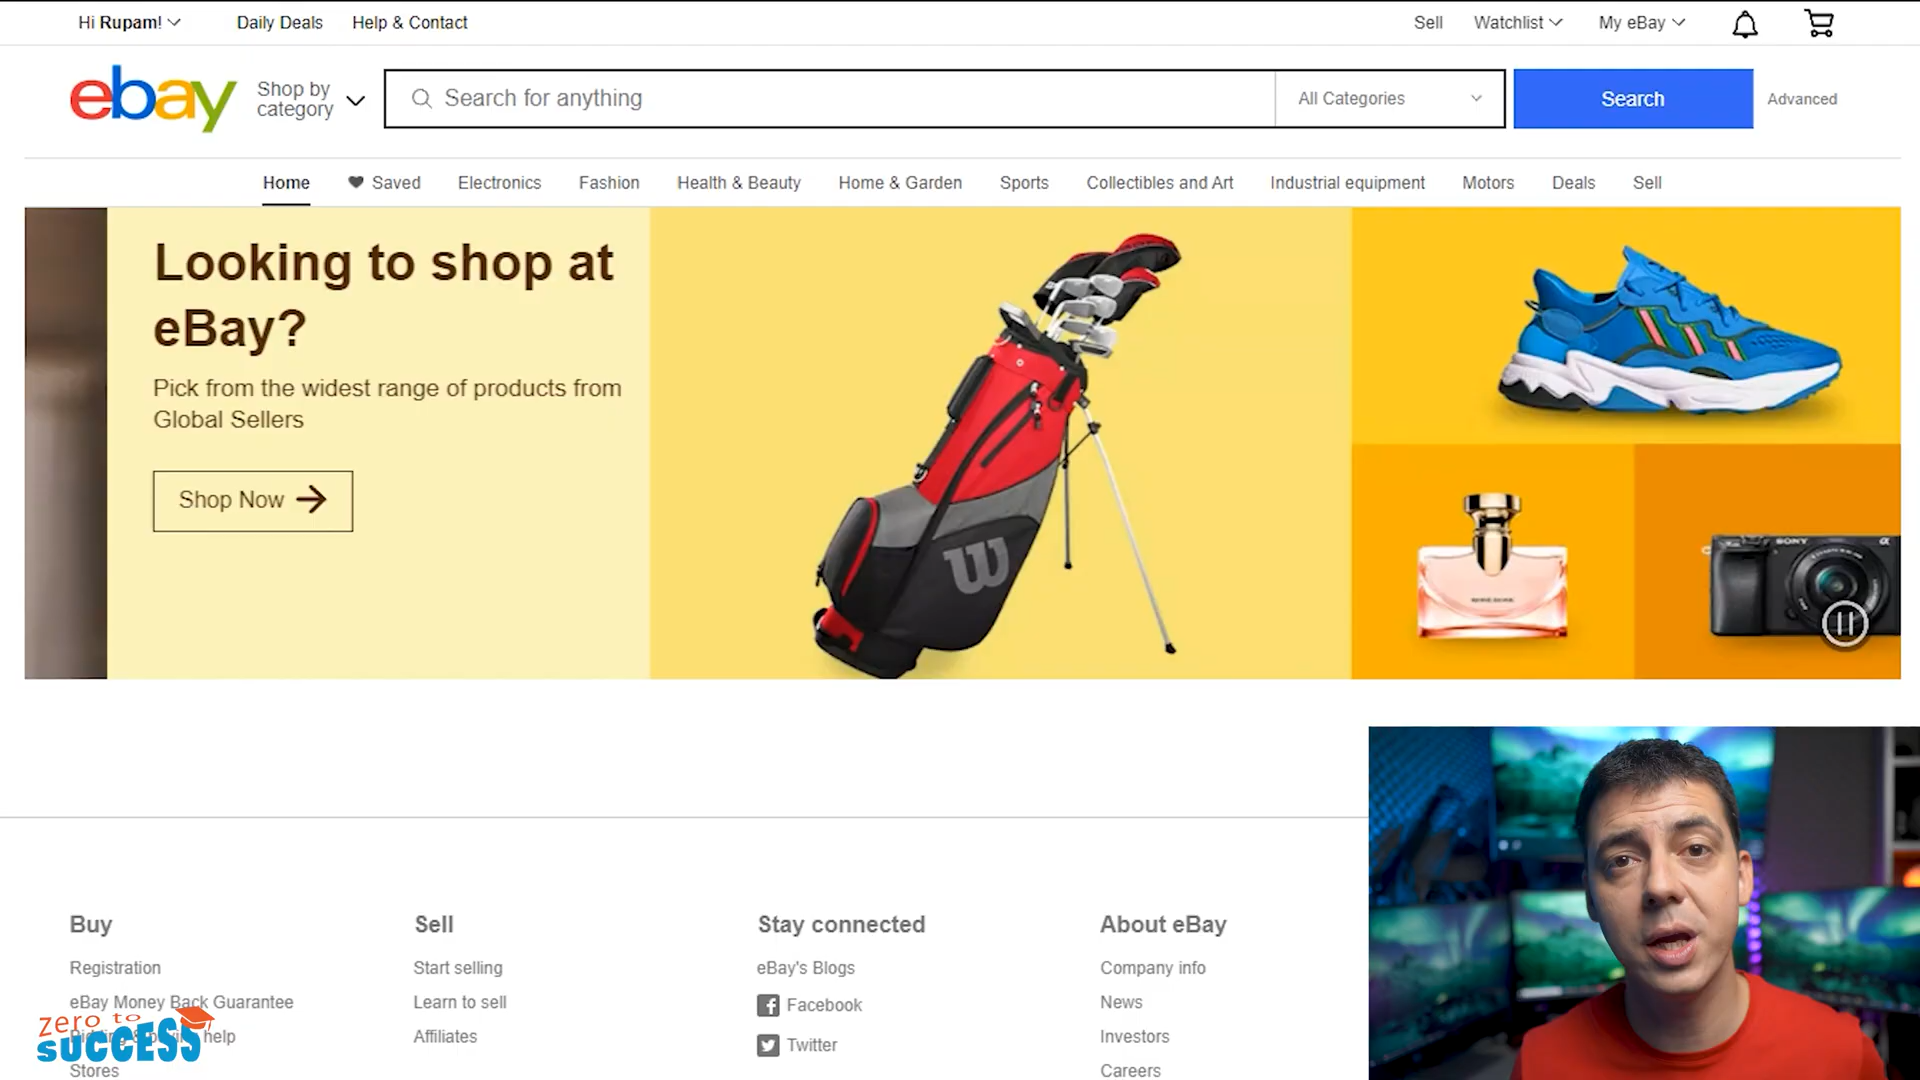 Hi Rupam!
Daily Deals
Help & Contact
Sell
Watchlist
My eBay
ebay
Shop by
category
Search for anything
All Categories
Search
Advanced
Home
Saved
Electronics
Fashion
Health & Beauty
Home & Garden
Sports
Collectibles and Art
Industrial equipment
Motors
Deals
Sell
Looking to shop at
eBay?
Pick from the widest range of products from
Global Sellers
Shop Now
W
SONY
α
Buy
Registration
eBay Money Back Guarantee
help
Stores
Sell
Start selling
Learn to sell
Affiliates
Stay connected
eBay's Blogs
Facebook
Twitter
About eBay
Company info
News
Investors
Careers
zero to
SUCCESS